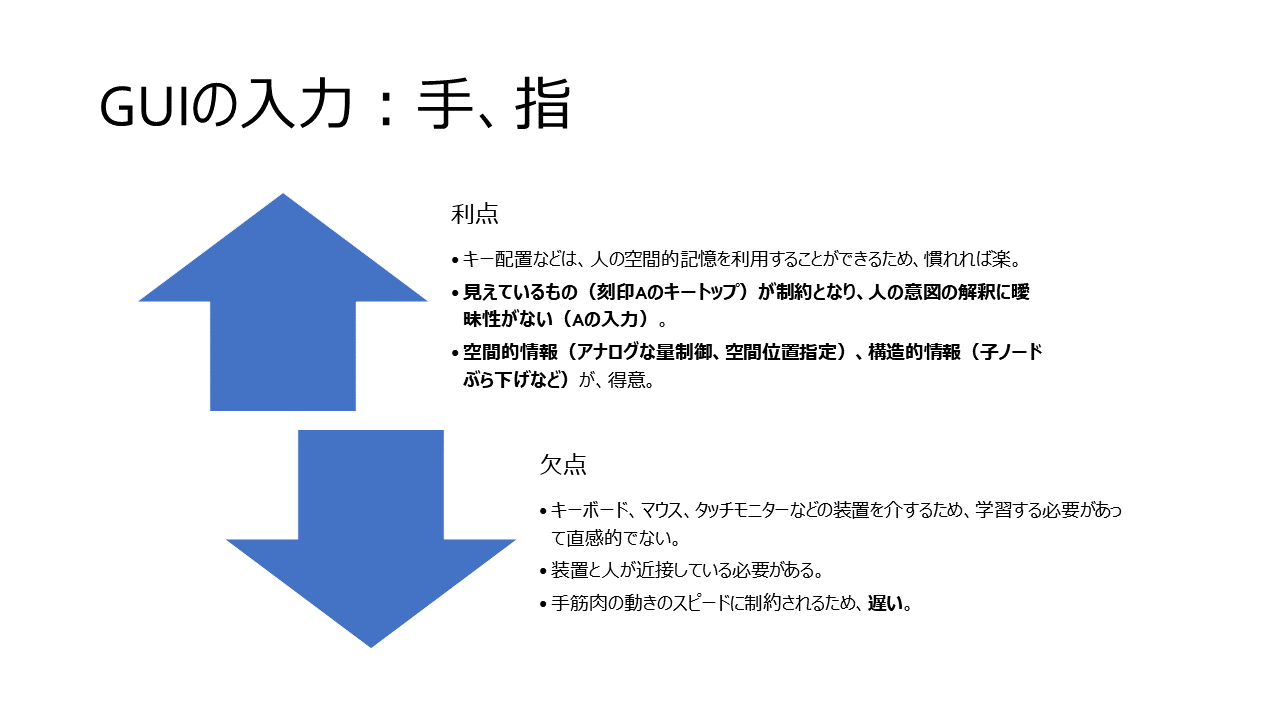 GUIの入力：手、指
利点
• キー配置などは、人の空間的記憶を利用することができるため、慣れれば楽。
• 見えているもの（刻印Aのキートップ）が制約となり、人の意図の解釈に曖
昧性がない（Aの入力）。
• 空間的情報（アナログな量制御、空間位置指定）、構造的情報（子ノード
ぶら下げなど）が、得意。
欠点
• キーボード、マウス、タッチモニターなどの装置を介するため、学習する必要があっ
て直感的でない。
• 装置と人が近接している必要がある。
• 手筋肉の動きのスピードに制約されるため、遅い。